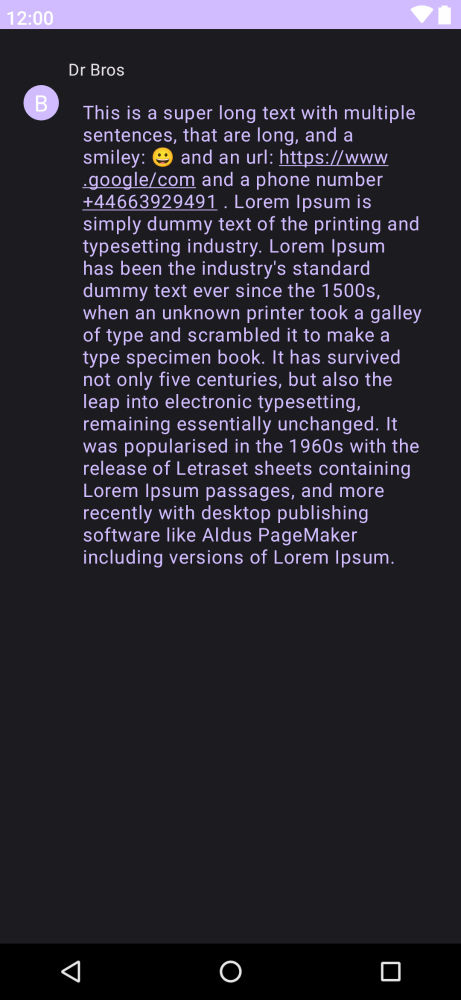 12:00
Dr Bros
B
This is a super long text with multiple
sentences, that are long, and a
smiley: 😀 and an url: https://www
.google/com and a phone number
+44663929491 . Lorem Ipsum is
simply dummy text of the printing and
typesetting industry. Lorem Ipsum
has been the industry's standard
dummy text ever since the 1500s,
when an unknown printer took a galley
of type and scrambled it to make a
type specimen book. It has survived
not only five centuries, but also the
leap into electronic typesetting,
remaining essentially unchanged. It
was popularised in the 1960s with the
release of Letraset sheets containing
Lorem Ipsum passages, and more
recently with desktop publishing
software like Aldus PageMaker
including versions of Lorem Ipsum.